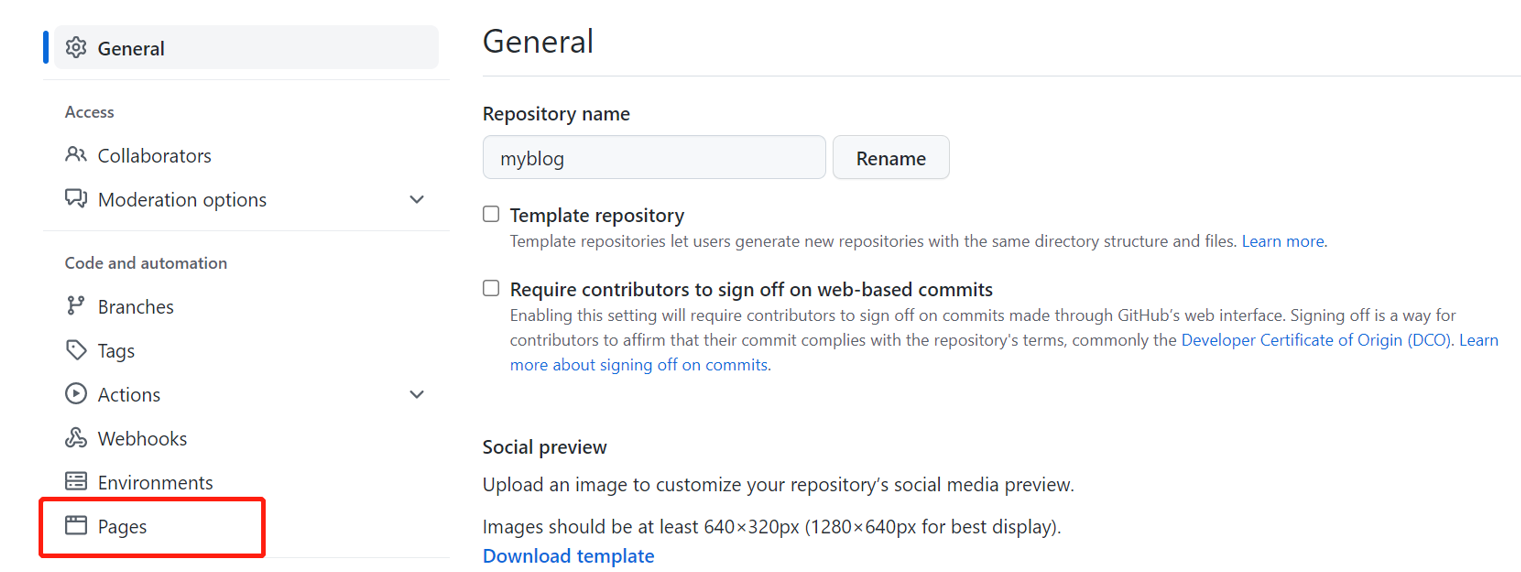 General
Access
Collaborators
Moderation options
Code and automation
Branches
Tags
Actions
Webhooks
Environments
Pages
General
Repository name
myblog
Rename
Template repository
Template repositories let users generate new repositories with the same directory structure and files. Learn more.
Require contributors to sign off on web-based commits
Enabling this setting will require contributors to sign off on commits made through GitHub’s web interface. Signing off is a way for
contributors to affirm that their commit complies with the repository's terms, commonly the Developer Certificate of Origin (DCO). Learn
more about signing off on commits.
Social preview
Upload an image to customize your repository’s social media preview.
Images should be at least 640×320px (1280×640px for best display).
Download template